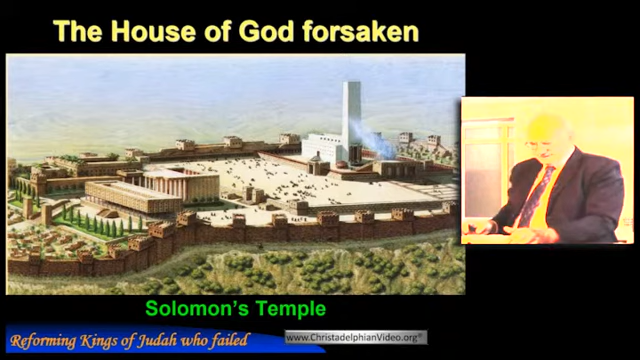 The House of God forsaken
Solomon's Temple
Reforming Kings of Judah who failed
www.ChristadelphianVideo.org®